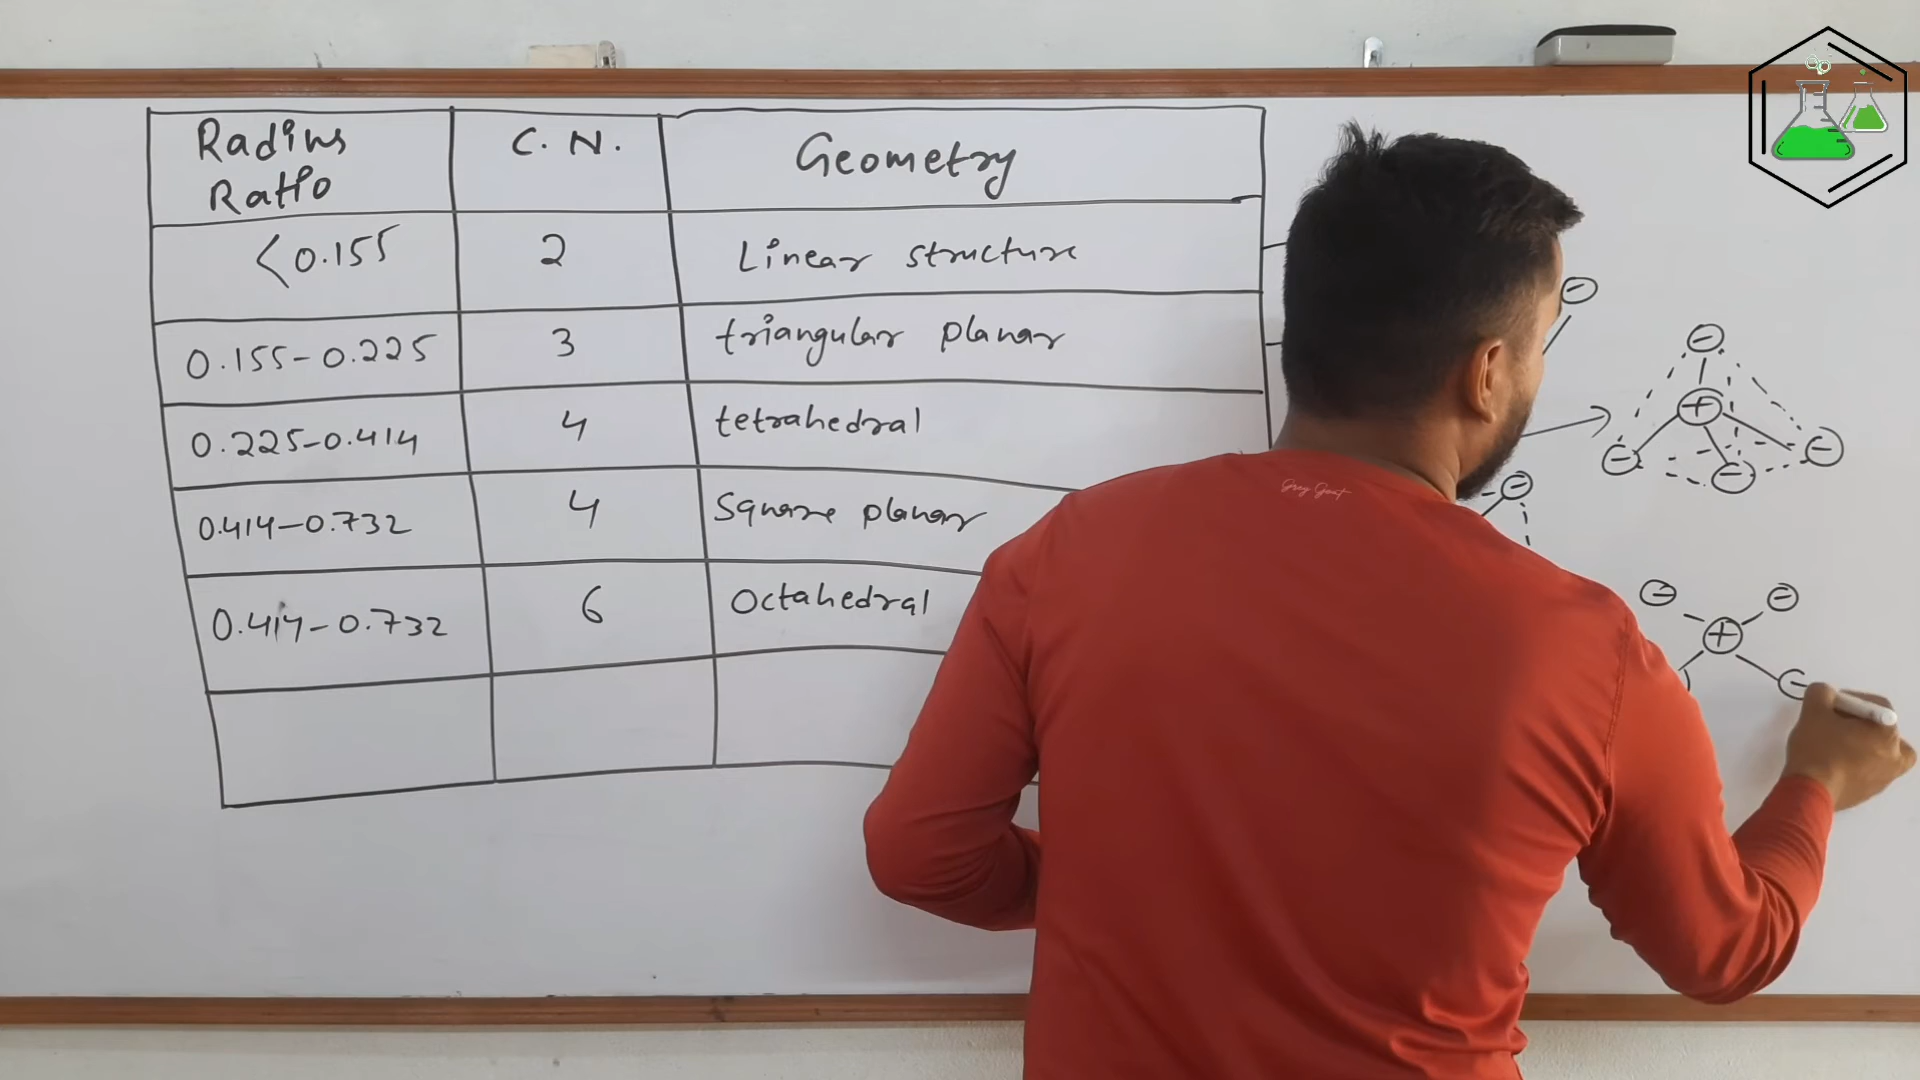 Radius Ratio
C. N.
Geometry
<0.155
2
Linear structure
0.155-0.225
3
triangular planar
0.225-0.414
4
tetrahedral
0.414-0.732
4
Square planar
0.414-0.732
6
Octahedral